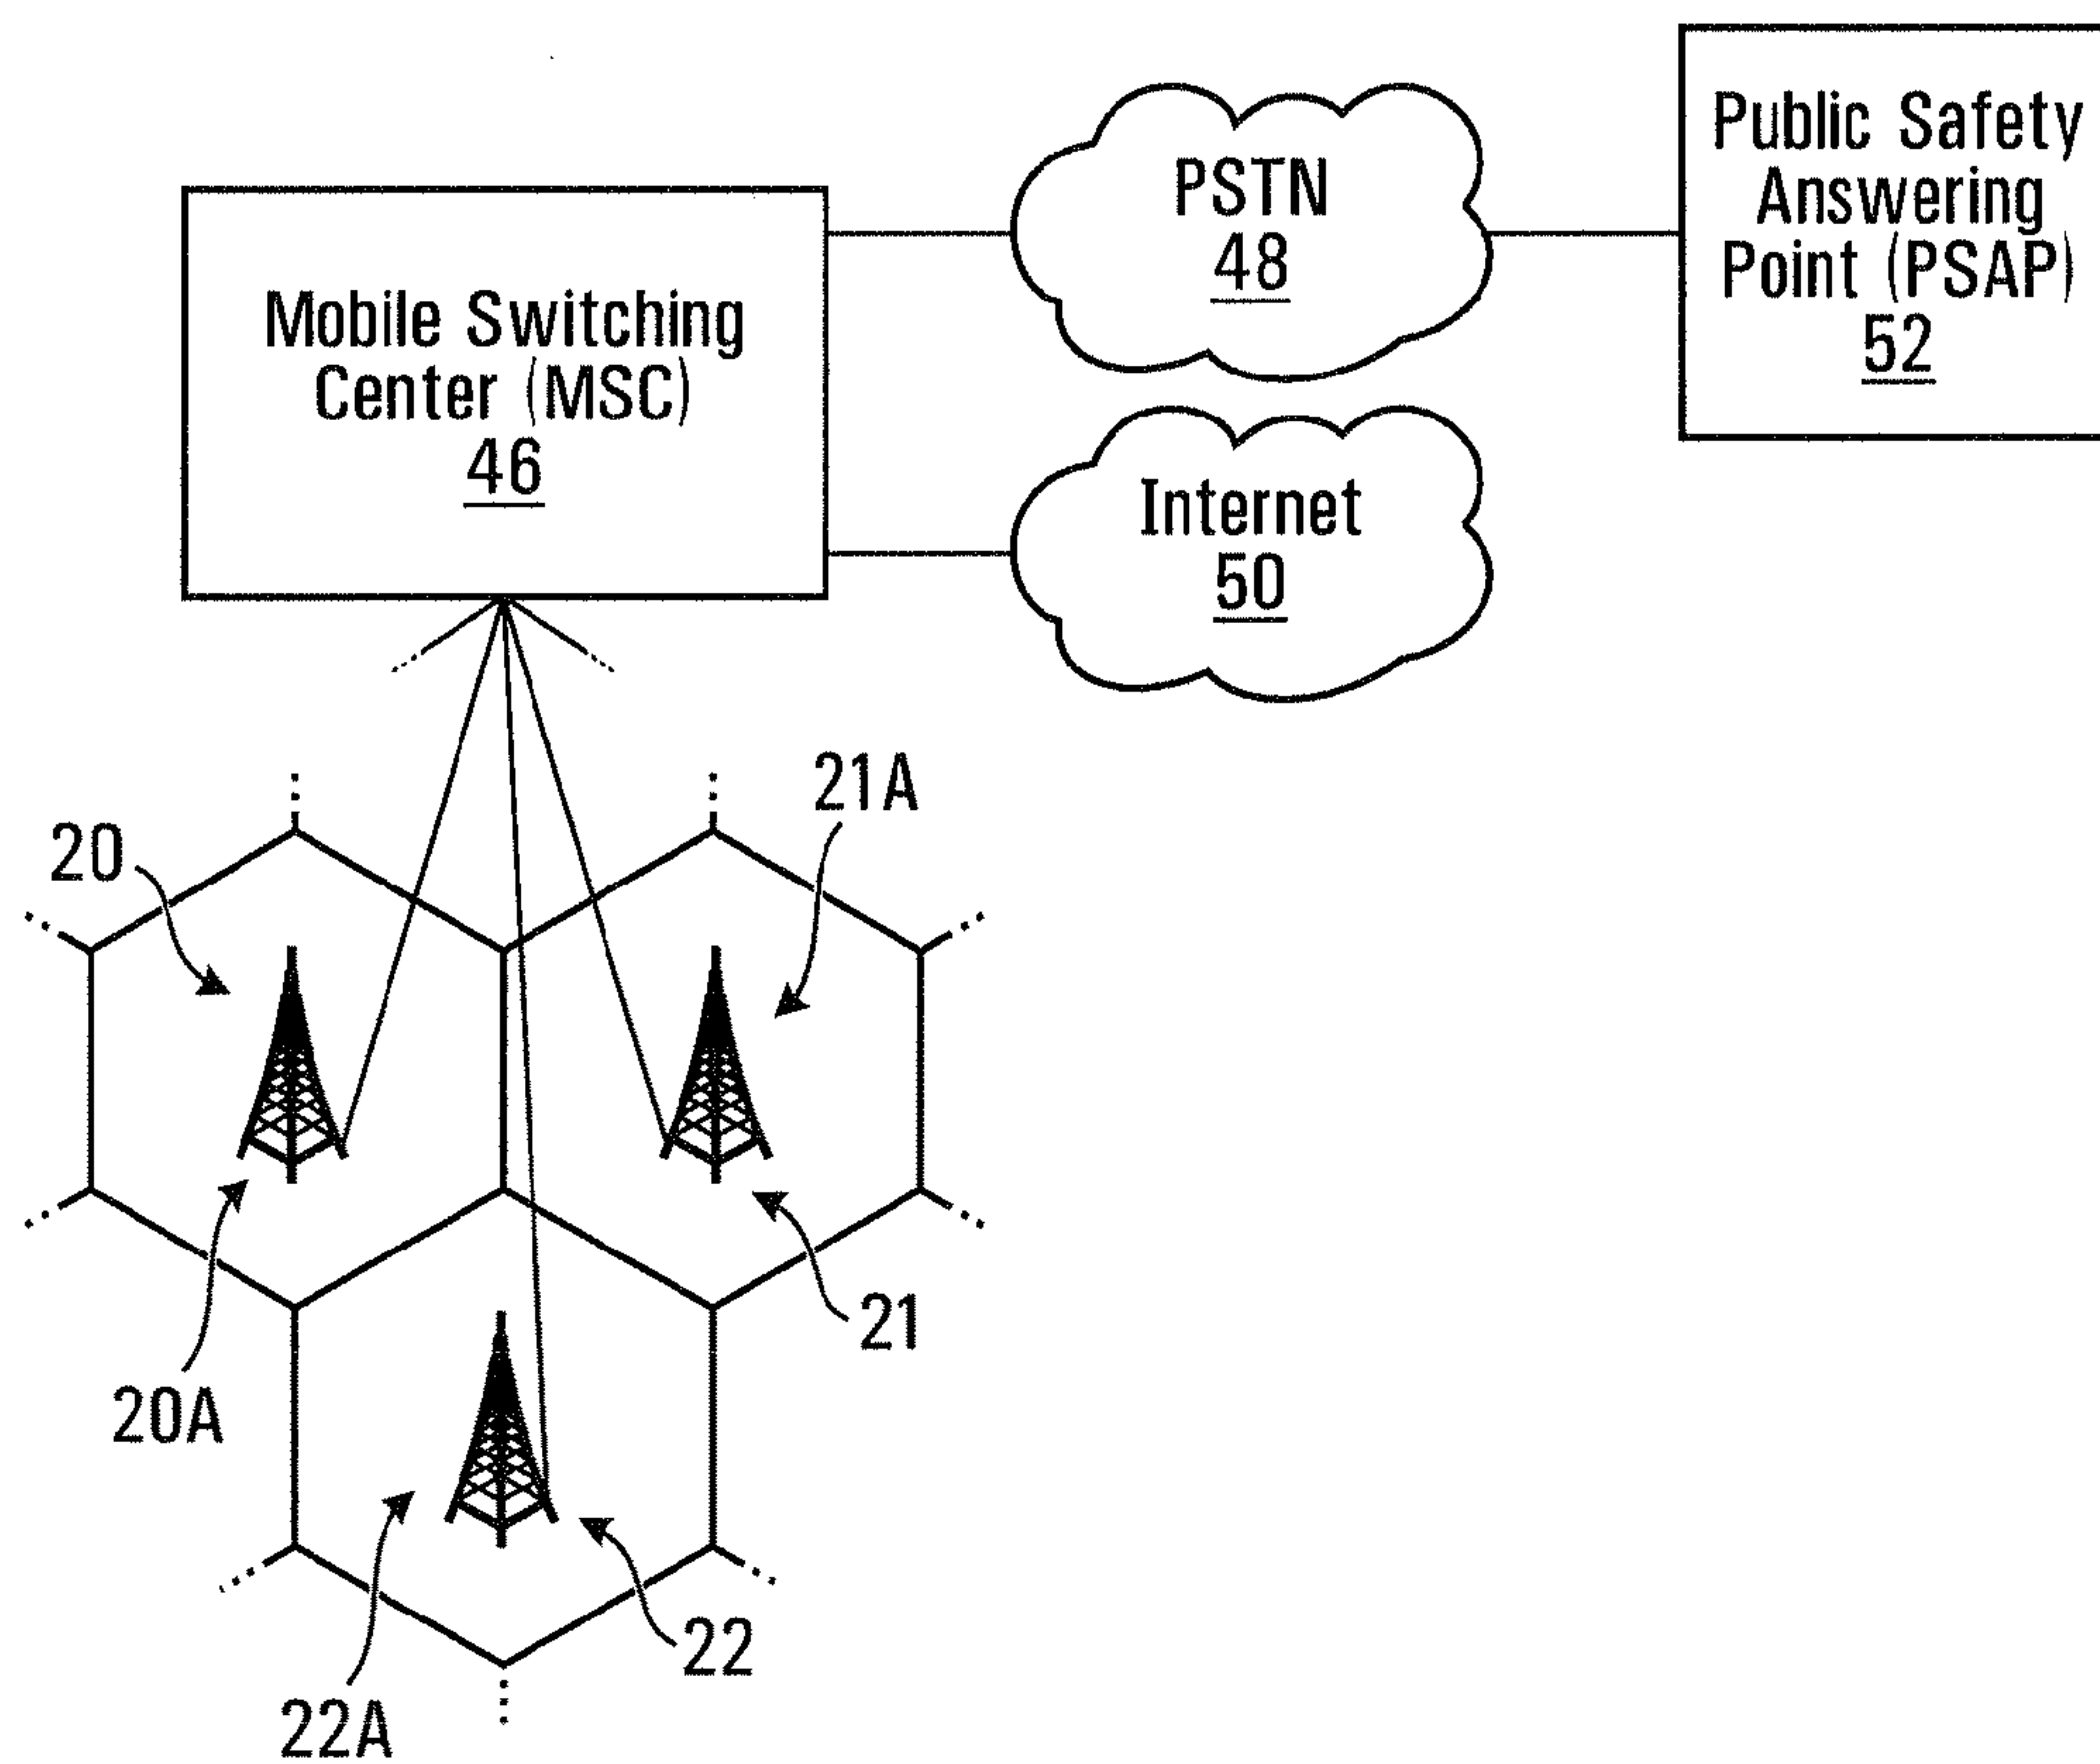 Public Safety
Answering
Point (PSAP)
52
PSTN
48
Mobile Switching
Center (MSC)
46
Internet
50
21A
20
21
20A
22
22A